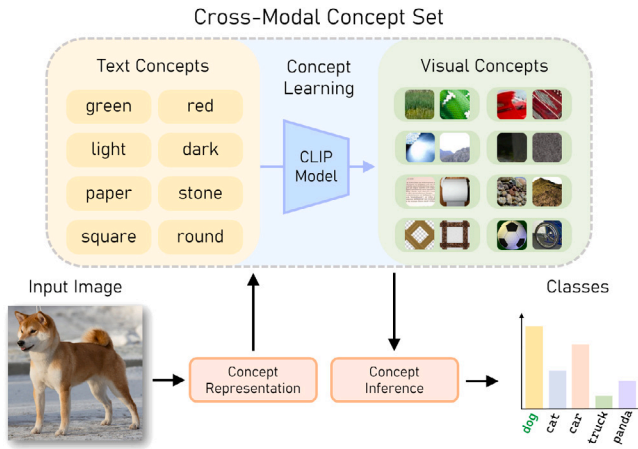 Cross-Modal Concept Set
Text Concepts
Concept
Learning
Visual Concepts
green
red
light
dark
paper
stone
square
round
CLIP
Model
Input Image
Classes
Concept
Representation
Concept
Inference
dog
cat
car
truck
panda